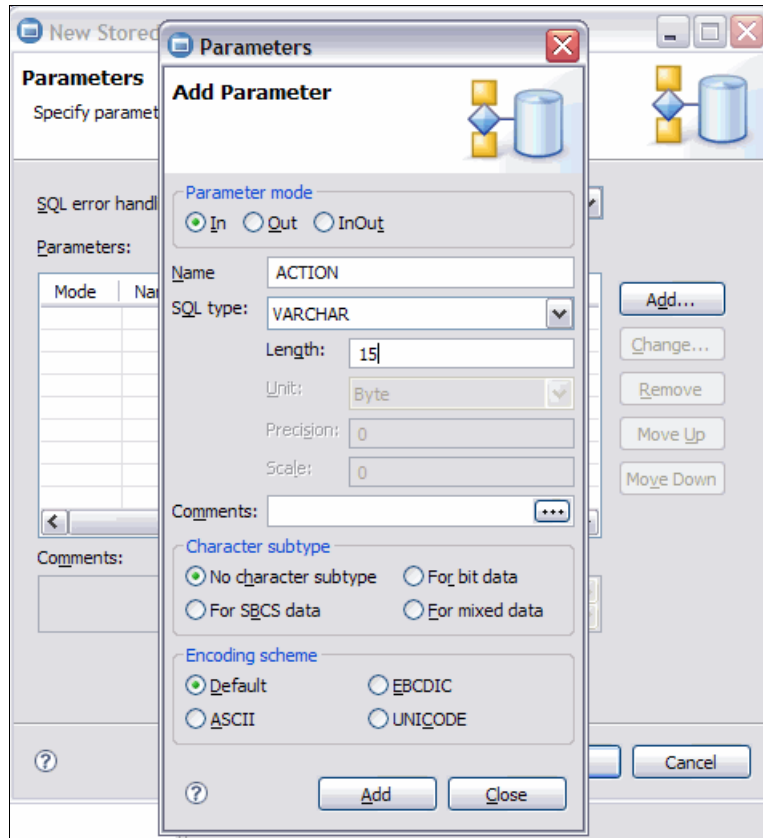 New Stored
Parameters
Specify paramet
SQL error handl
Parameters:
Mode
Add...
Change...
Remove
Move Up
Move Down
Comments:
Cancel
Parameters
Add Parameter
Parameter mode
In Out InOut
Name ACTION
SQL type: VARCHAR
Length: 15
Unit: Byte
Precision: 0
Scale: 0
Comments:
Character subtype
No character subtype For bit data
For SBCS data For mixed data
Encoding scheme
Default EBCDIC
ASCII UNICODE
Add Close